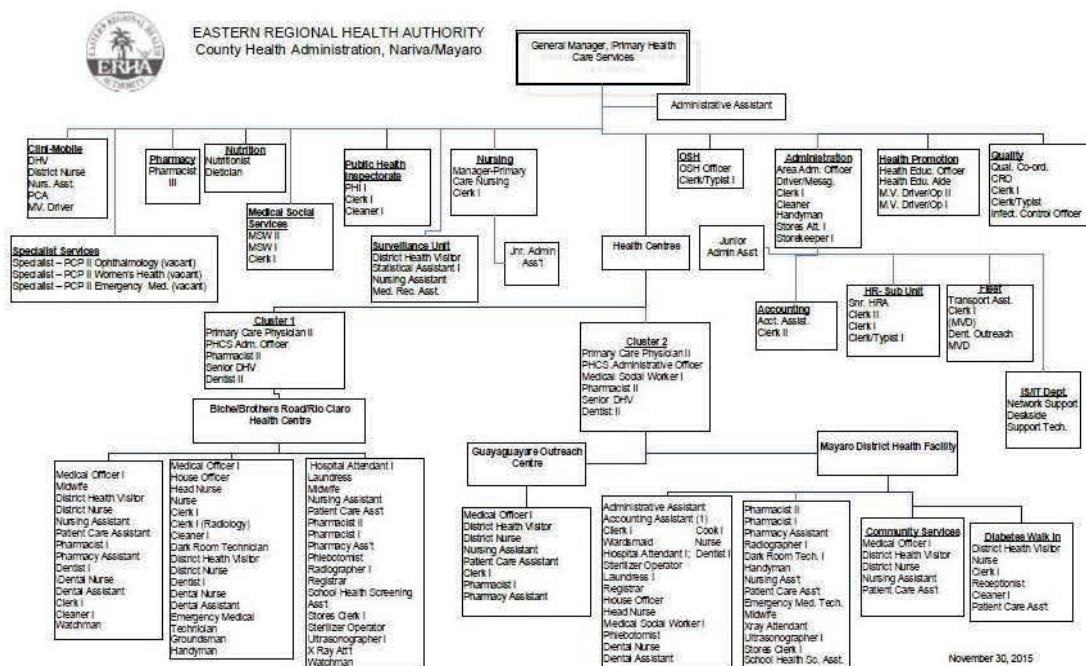 EASTERN REGIONAL HEALTH AUTHORITY
County Health Administration, Nariva/Mayaro
EASTERN REGIONAL HEALTH
ERHA
AUTHORITY
General Manager, Primary Health
Care Services
Administrative Assistant
Clini-Mobile
DHV
District Nurse
Nurs. Asst.
PCA
MV. Driver
Pharmacy
Pharmacist
III
Nutrition
Nutritionist
Dietician
Medical Social
Services
MSW II
MSW I
Clerk I
Public Health
Inspectorate
PHI I
Clerk I
Cleaner I
Nursing
Manager-Primary
Care Nursing
Clerk I
OSH
OSH Officer
Clerk/Typist I
Administration
Area Adm. Officer
Driver/Messg.
Clerk I
Cleaner
Handyman
Stores Att. I
Storekeeper I
Health Promotion
Health Educ. Officer
Health Edu. Aide
M.V. Driver/Op II
M.V. Driver/Op I
Quality
Qual. Co-ord.
CRO
Clerk I
Clerk/Typist
Infect. Control Officer
Specialist Services
Specialist – PCP II Ophthalmology (vacant)
Specialist – PCP II Women's Health (vacant)
Specialist – PCP II Emergency Med. (vacant)
Surveillance Unit
District Health Visitor
Statistical Assistant I
Nursing Assistant
Med. Rec. Asst.
Jnr. Admin
Ass't
Health Centres
Junior
Admin Ass't
Accounting
Acct. Assist.
Clerk II
HR- Sub Unit
Snr. HRA
Clerk II
Clerk I
Clerk/Typist I
Fleet
Transport Asst.
Clerk I
(MVD)
Dent. Outreach
MVD
IS/IT Dept.
Network Support
Deskside
Support Tech.
Cluster 1
Primary Care Physician II
PHCS Adm. Officer
Pharmacist II
Senior DHV
Dentist II
Cluster 2
Primary Care Physician II
PHCS Administrative Officer
Medical Social Worker I
Pharmacist II
Senior DHV
Dentist II
Biche/Brothers Road/Rio Claro
Health Centre
Guayaguayare Outreach
Centre
Mayaro District Health Facility
Medical Officer I
Midwife
District Health Visitor
District Nurse
Nursing Assistant
Patient Care Assistant
Pharmacist I
Pharmacy Assistant
Dentist I
iDental Nurse
Dental Assistant
Clerk I
Cleaner I
Watchman
Medical Officer I
House Officer
Head Nurse
Nurse
Clerk I
Clerk I (Radiology)
Cleaner I
Dark Room Technician
District Health Visitor
District Nurse
Dentist I
Dental Nurse
Dental Assistant
Emergency Medical
Technician
Groundsman
Handyman
Hospital Attendant I
Laundress
Midwife
Nursing Assistant
Patient Care Ass't
Pharmacist II
Pharmacist I
Pharmacy Ass't
Phlebotomist
Radiographer I
Registrar
School Health Screening
Ass't
Stores Clerk I
Sterilizer Operator
Ultrasonographer I
X Ray Att't
Watchman
Medical Officer I
District Health Visitor
District Nurse
Nursing Assistant
Patient Care Assistant
Clerk I
Pharmacist I
Pharmacy Assistant
Administrative Assistant
Accounting Assistant (1)
Clerk I Cook I
Wardsmaid Nurse
Hospital Attendant I; Dentist I
Sterilizer Operator
Laundress I
Registrar
House Officer
Head Nurse
Medical Social Worker I
Phlebotomist
Dental Nurse
Dental Assistant
Pharmacist II
Pharmacist I
Pharmacy Assistant
Radiographer I
Dark Room Tech. I
Handyman
Nursing Ass't
Patient Care Ass't
Emergency Med. Tech.
Midwife
Xray Attendant
Ultrasonographer I
Stores Clerk I
School Health Sc. Asst.
Community Services
Medical Officer I
District Health Visitor
District Nurse
Nursing Assistant
Patient Care Ass't
Diabetes Walk In
District Health Visitor
Nurse
Clerk I
Receptionist
Cleaner I
Patient Care Ass't
November 30, 2015